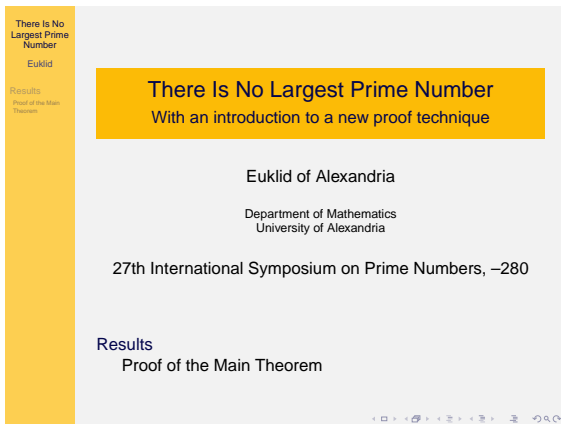 There Is No
Largest Prime
Number
Euklid
Results
Proof of the Main
Theorem
There Is No Largest Prime Number
With an introduction to a new proof technique
Euklid of Alexandria
Department of Mathematics
University of Alexandria
27th International Symposium on Prime Numbers, –280
Results
Proof of the Main Theorem